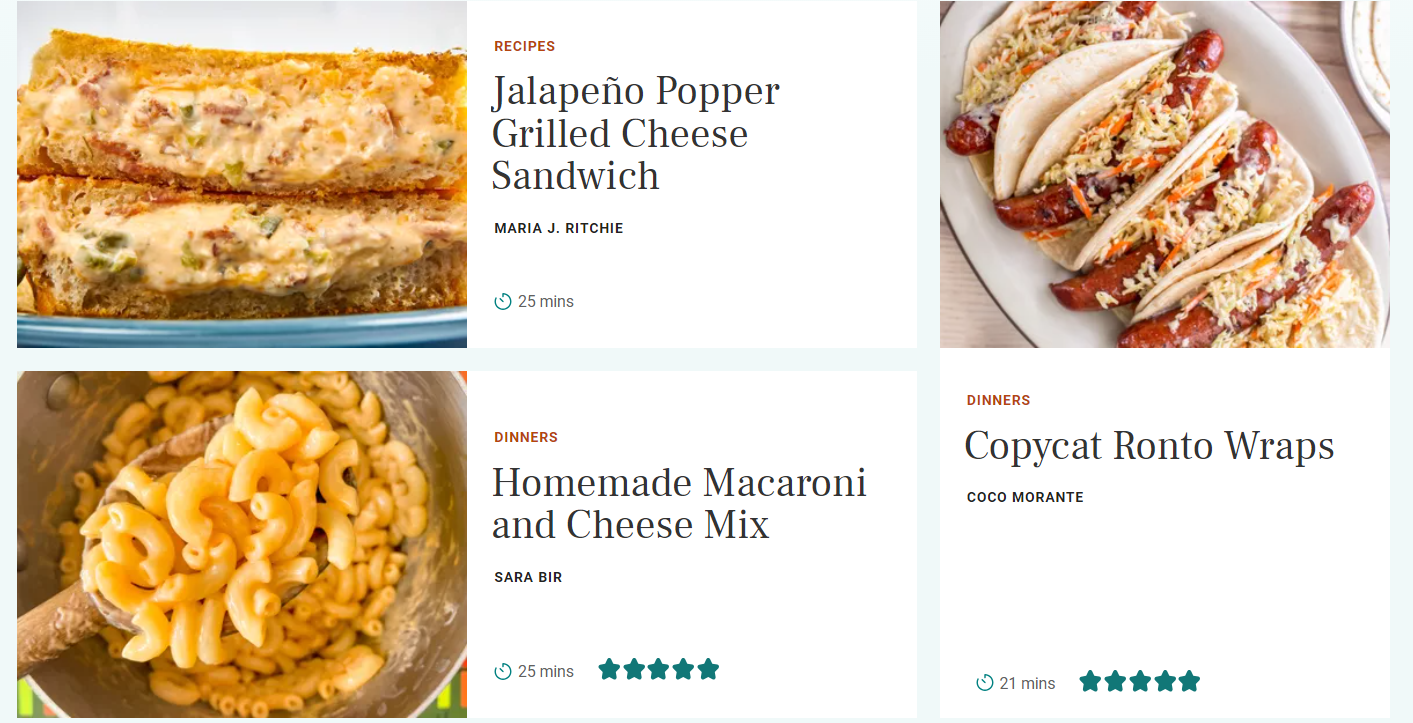 RECIPES
Jalapeño Popper
Grilled Cheese
Sandwich
MARIA J. RITCHIE
25 mins
DINNERS
Homemade Macaroni
and Cheese Mix
SARA BIR
25 mins
DINNERS
Copycat Ronto Wraps
COCO MORANTE
21 mins